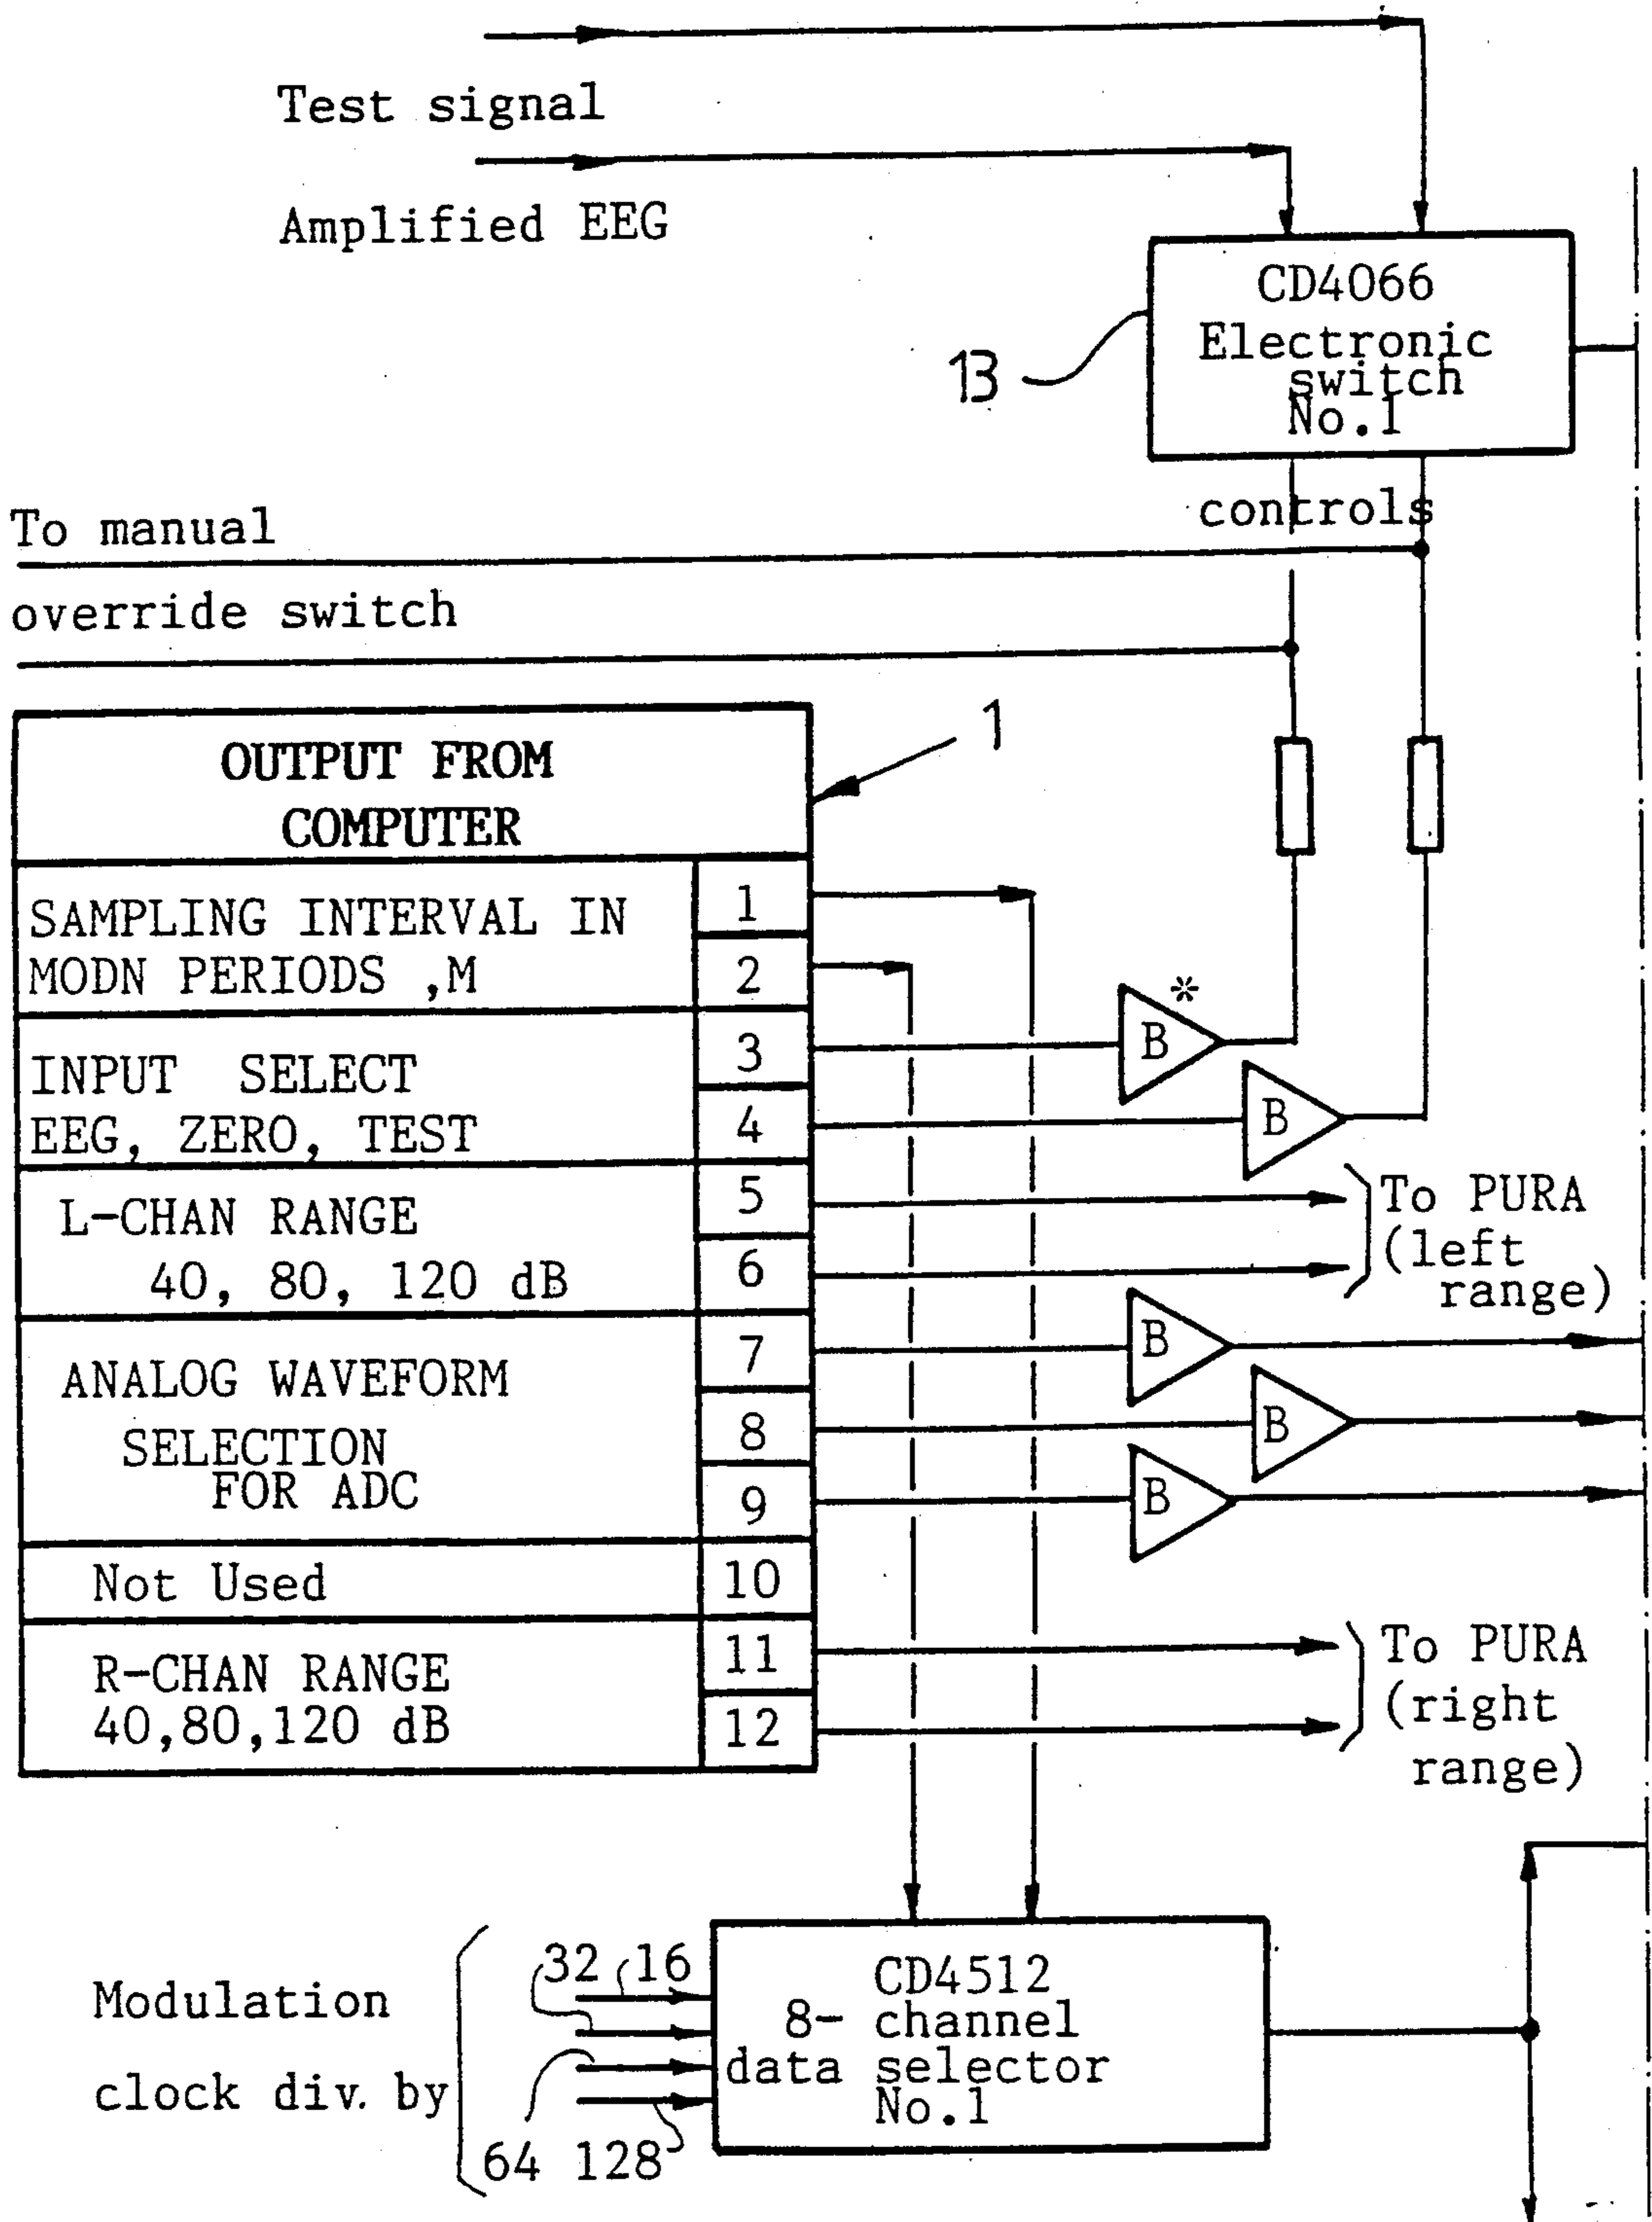 Test signal
Amplified EEG
CD4066
Electronic
switch
No.1
13
controls
To manual
override switch
1
OUTPUT FROM
COMPUTER
SAMPLING INTERVAL IN
MODN PERIODS ,M
1
2
INPUT SELECT
EEG, ZERO, TEST
3
4
L-CHAN RANGE
40, 80, 120 dB
5
6
ANALOG WAVEFORM
SELECTION
FOR ADC
7
8
9
Not Used
10
R-CHAN RANGE
40,80,120 dB
11
12
B
*
B
To PURA
(left
range)
B
B
B
To PURA
(right
range)
Modulation
clock div. by
32 16
64 128
CD4512
8- channel
data selector
No.1